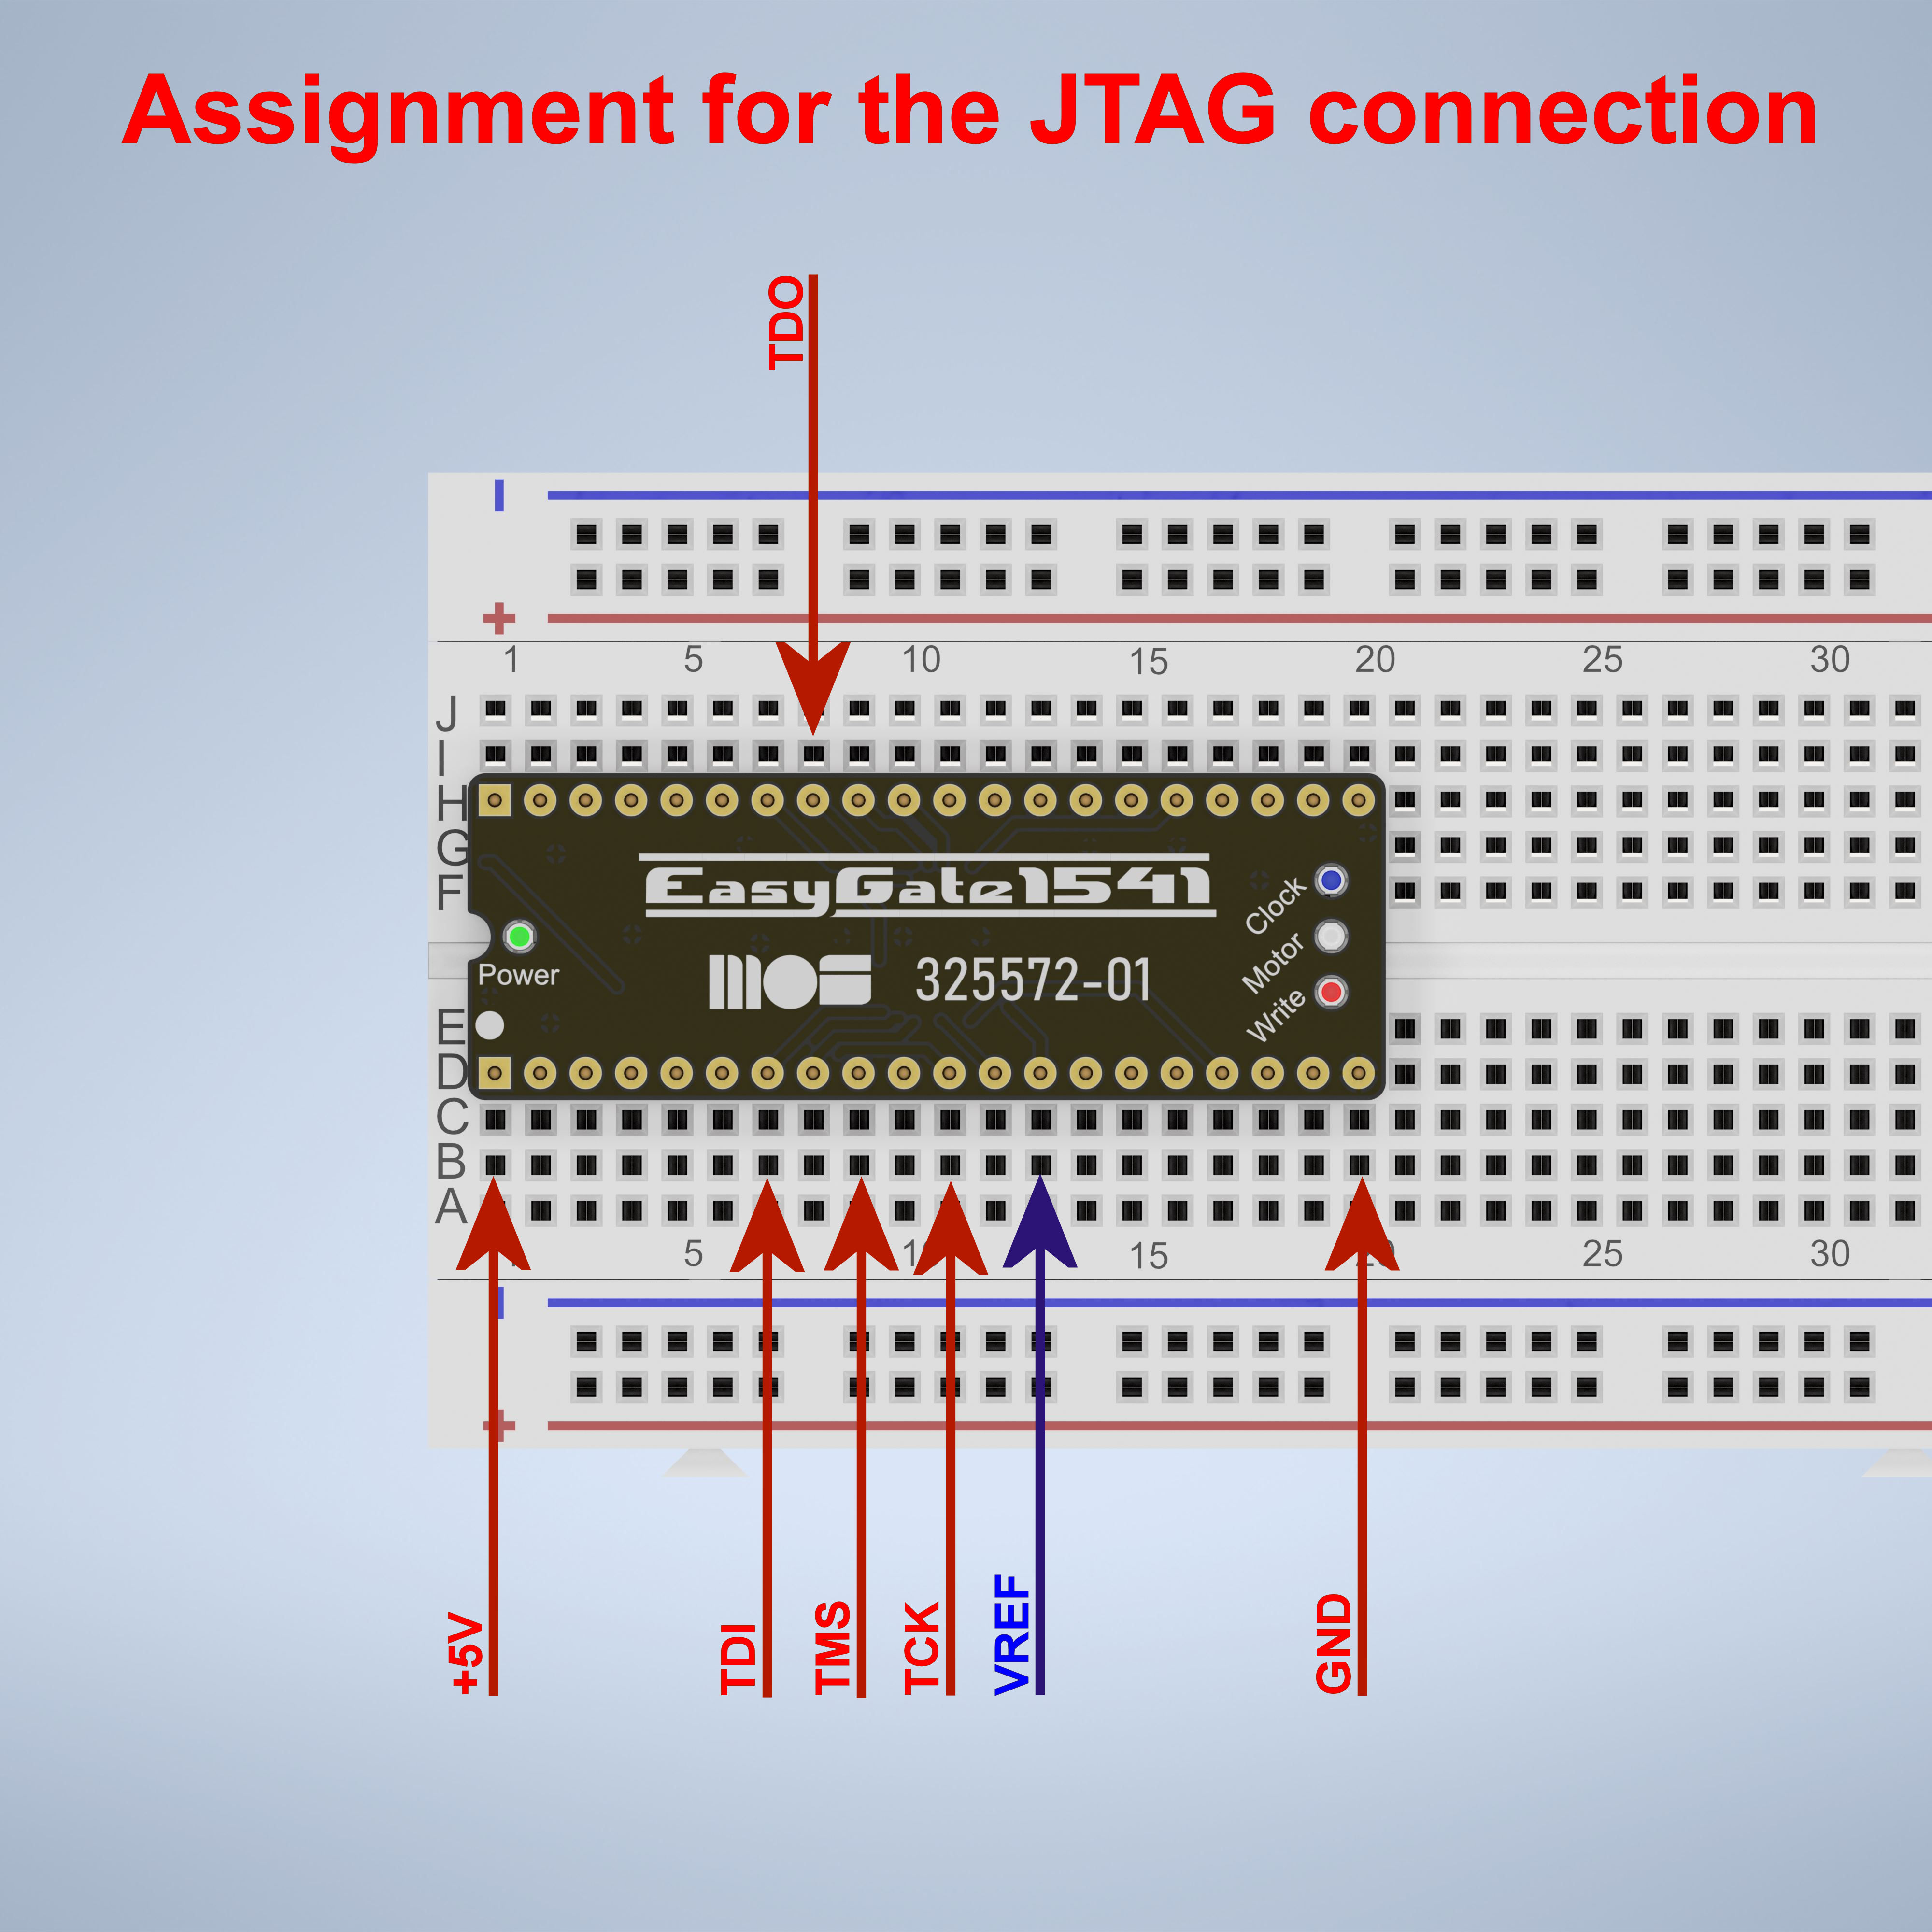 Assignment for the JTAG connection
TDO
1 5 10 15 20 25 30
J
I
H
G
F
EasyGate1541
Clock
Motor
Power
MOS 325572-01
Write
E
D
C
B
A
5 15 25 30
+5V TDI TMS TCK VREF GND